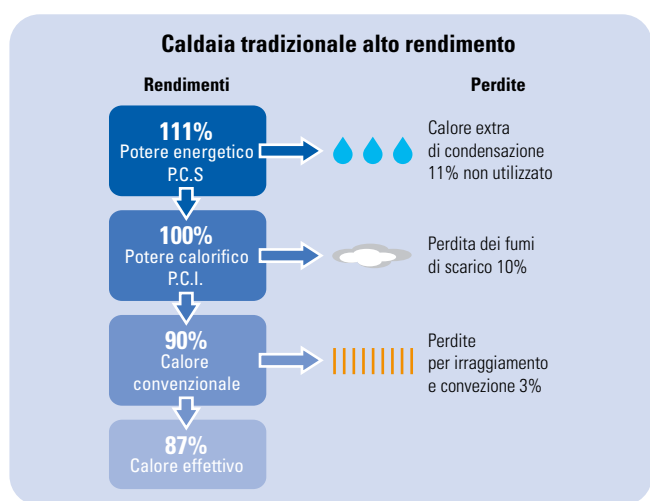 Caldaia tradizionale alto rendimento
Rendimenti
Perdite
111%
Potere energetico
P.C.S
Calore extra
di condensazione
11% non utilizzato
100%
Potere calorifico
P.C.I.
Perdita dei fumi
di scarico 10%
90%
Calore
convenzionale
Perdite
per irraggiamento
e convezione 3%
87%
Calore effettivo